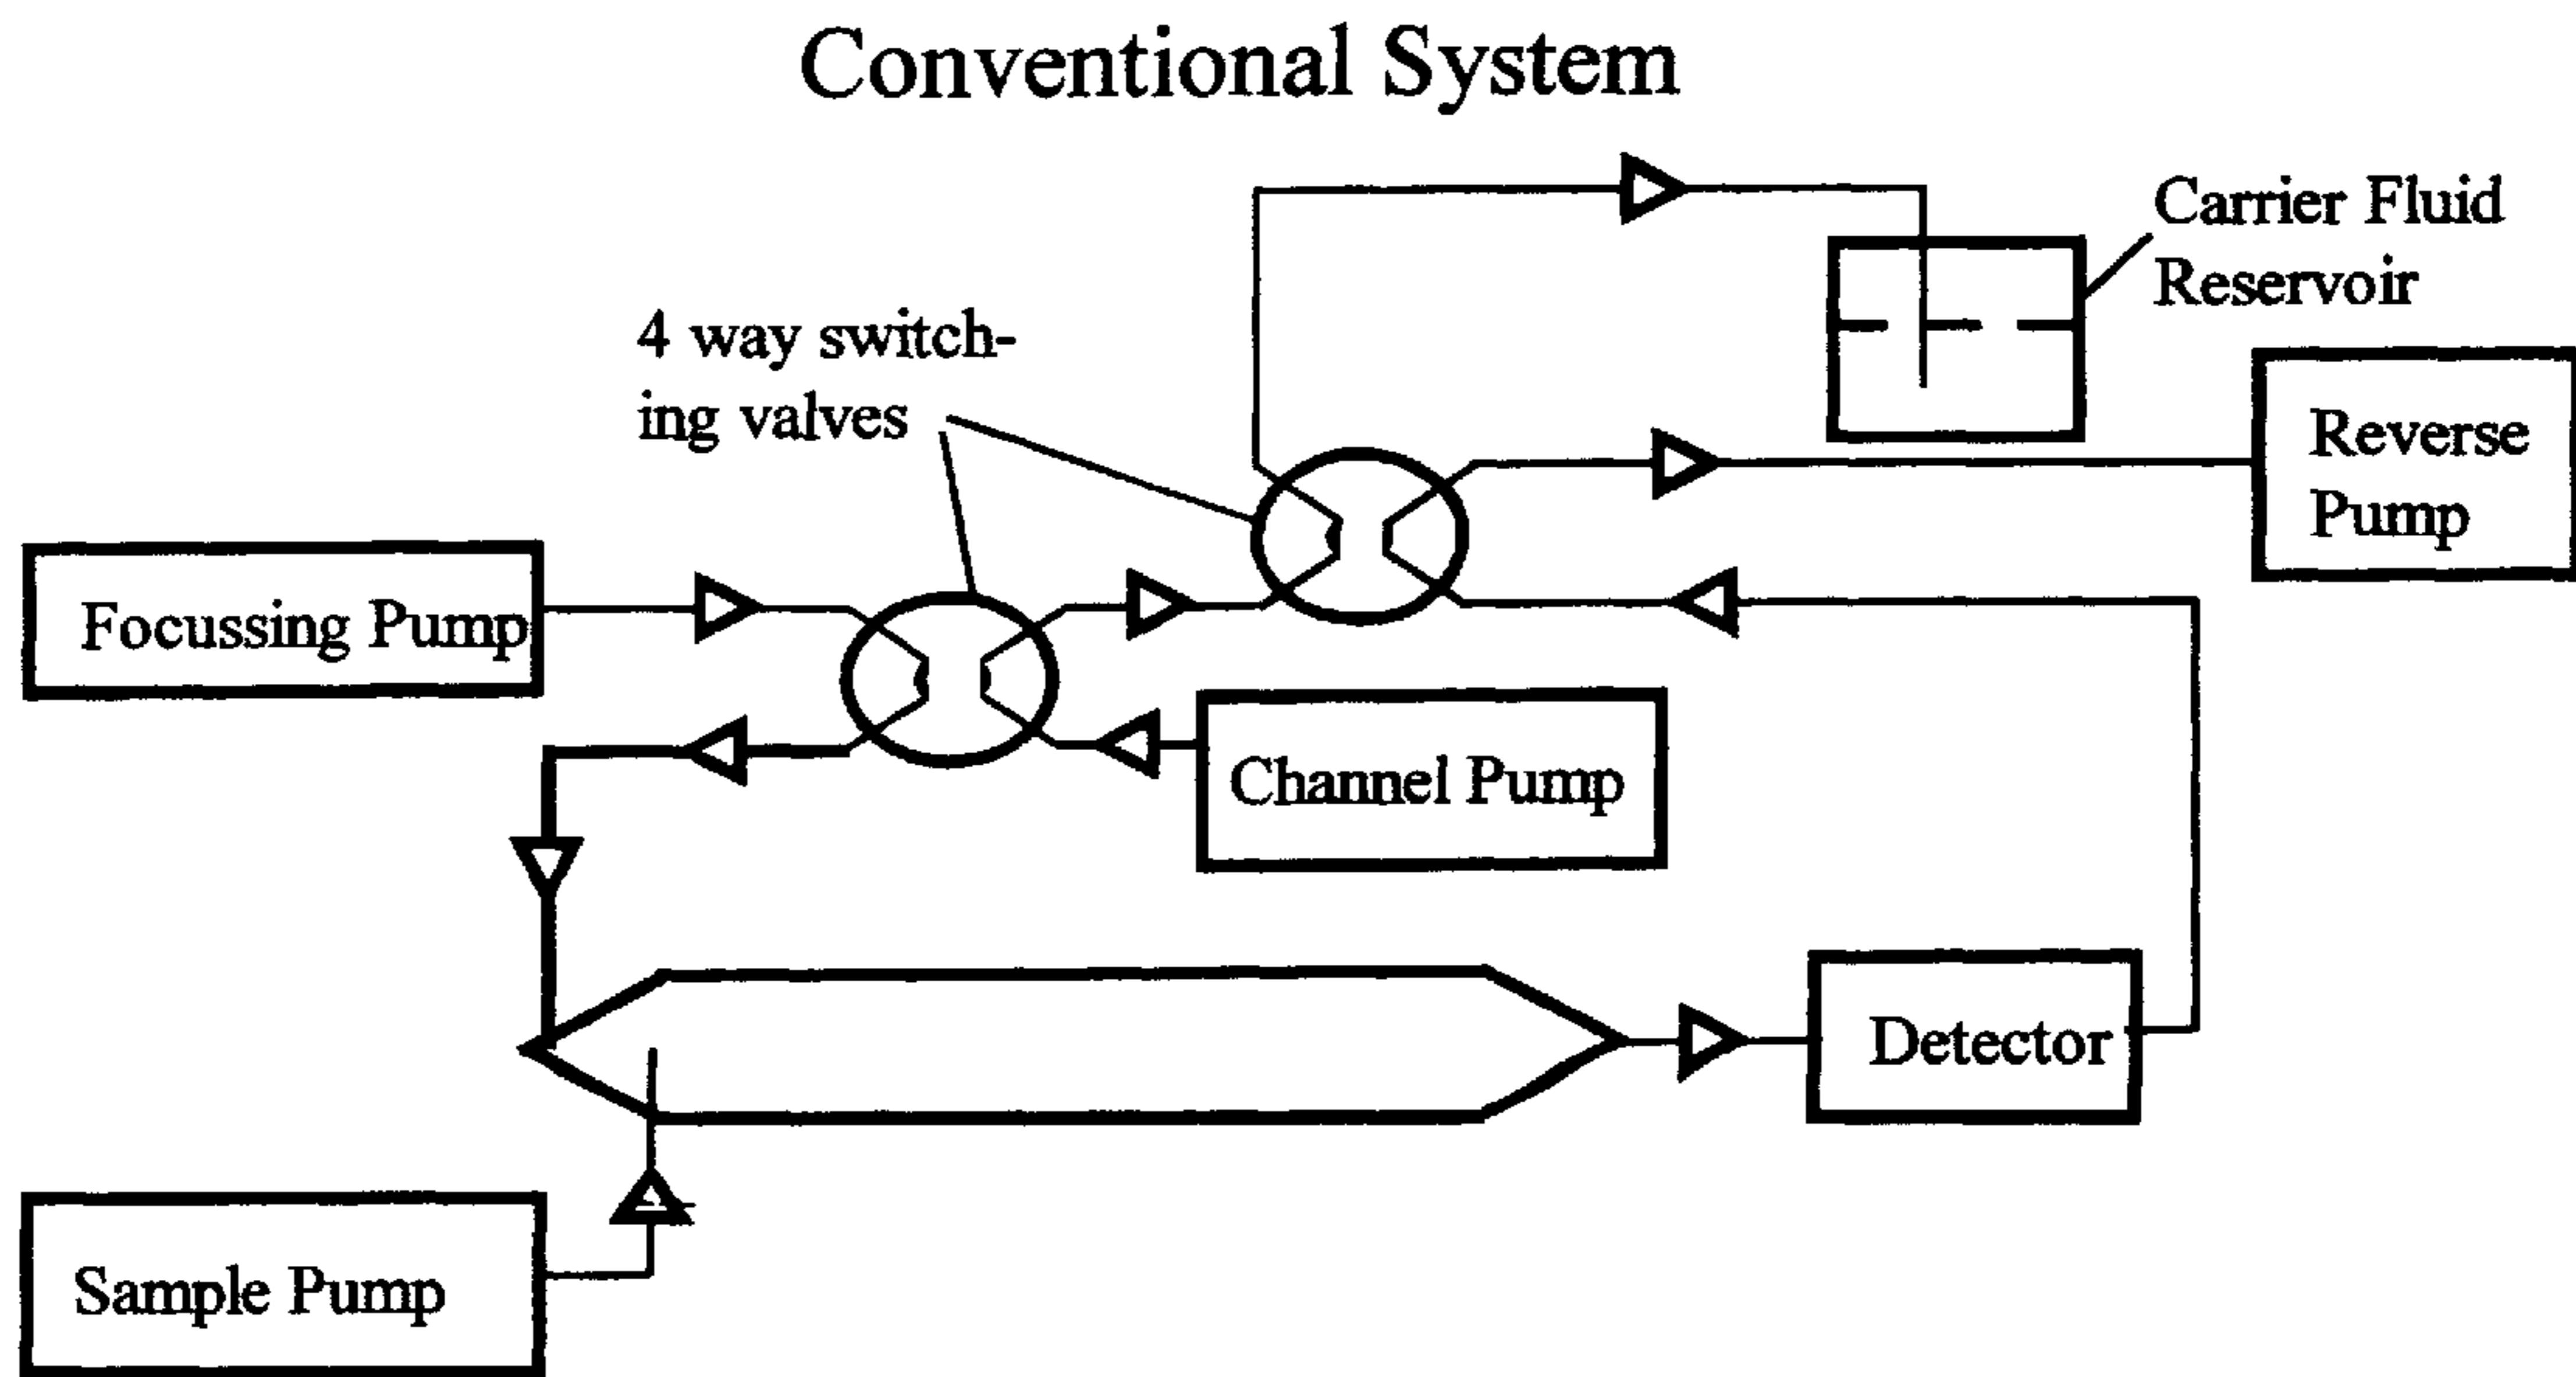 Conventional System
Carrier Fluid
Reservoir
4 way switch-
ing valves
Reverse
Pump
Focussing Pump
Channel Pump
Detector
Sample Pump